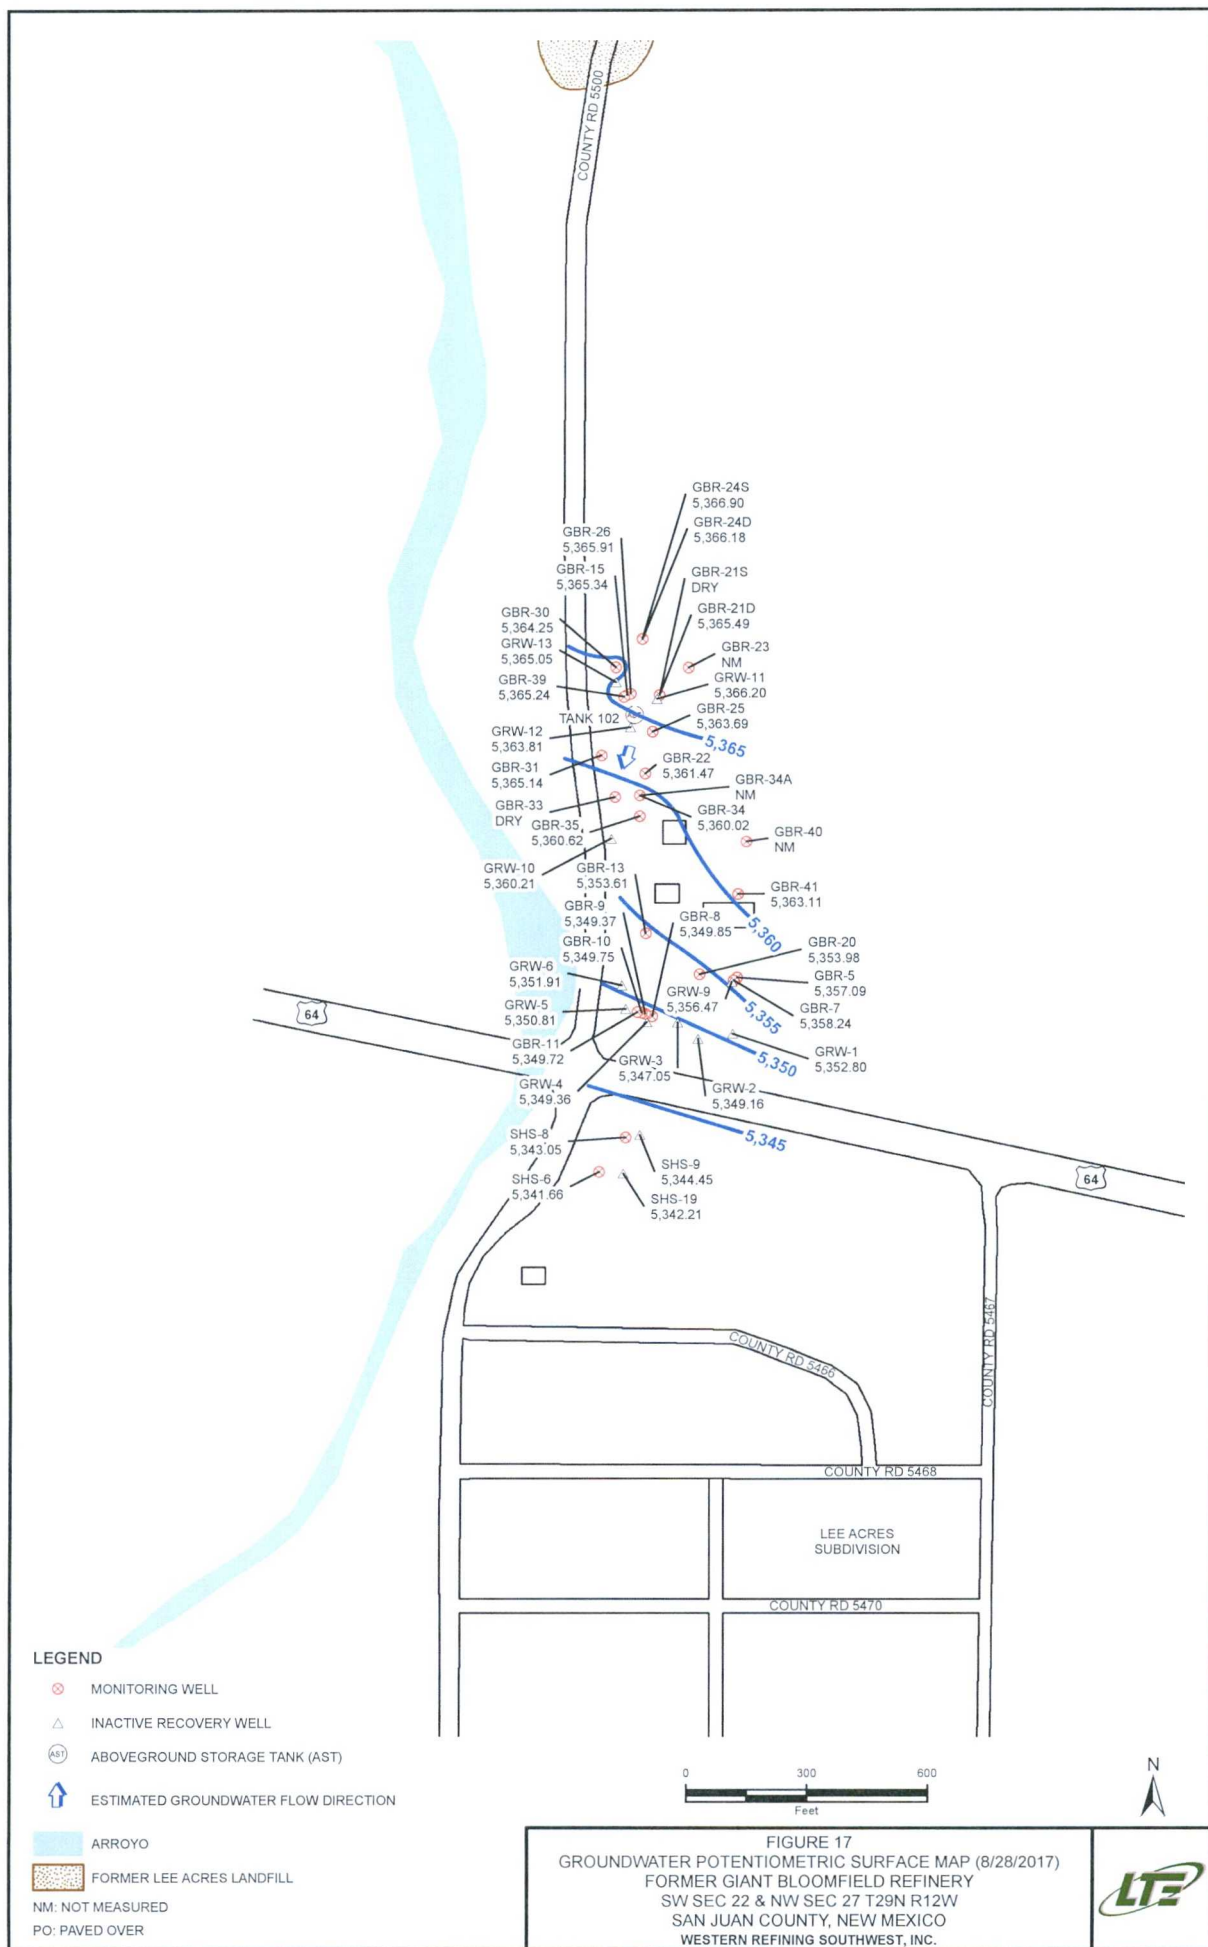 COUNTY RD 5500
GBR-24S
5,366.90
GBR-24D
5,366.18
GBR-26
5,365.91
GBR-15
5,365.34
GBR-21S
DRY
GBR-21D
5,365.49
GBR-30
5,364.25
GRW-13
5,365.05
GBR-23
NM
GBR-39
5,365.24
GRW-11
5,366.20
GBR-25
5,363.69
TANK 102
AST
GRW-12
5,363.81
5,365
GBR-31
5,365.14
GBR-22
5,361.47
GBR-34A
NM
GBR-33
DRY
GBR-34
5,360.02
GBR-35
5,360.62
GBR-40
NM
GRW-10
5,360.21
GBR-13
5,353.61
GBR-41
5,363.11
GBR-9
5,349.37
GBR-8
5,349.85
5,360
GBR-10
5,349.75
GBR-20
5,353.98
GRW-6
5,351.91
GBR-5
5,357.09
GRW-9
5,356.47
GBR-7
5,358.24
5,355
GRW-5
5,350.81
64
GBR-11
5,349.72
GRW-3
5,347.05
5,350
GRW-1
5,352.80
GRW-4
5,349.36
GRW-2
5,349.16
SHS-8
5,343.05
5,345
SHS-9
5,344.45
SHS-6
5,341.66
SHS-19
5,342.21
64
COUNTY RD 5467
COUNTY RD 5466
COUNTY RD 5468
LEE ACRES
SUBDIVISION
COUNTY RD 5470
LEGEND
MONITORING WELL
INACTIVE RECOVERY WELL
AST
ABOVEGROUND STORAGE TANK (AST)
ESTIMATED GROUNDWATER FLOW DIRECTION
ARROYO
FORMER LEE ACRES LANDFILL
NM: NOT MEASURED
PO: PAVED OVER
0 300 600
Feet
N
FIGURE 17
GROUNDWATER POTENTIOMETRIC SURFACE MAP (8/28/2017)
FORMER GIANT BLOOMFIELD REFINERY
SW SEC 22 & NW SEC 27 T29N R12W
SAN JUAN COUNTY, NEW MEXICO
WESTERN REFINING SOUTHWEST, INC.
LTE